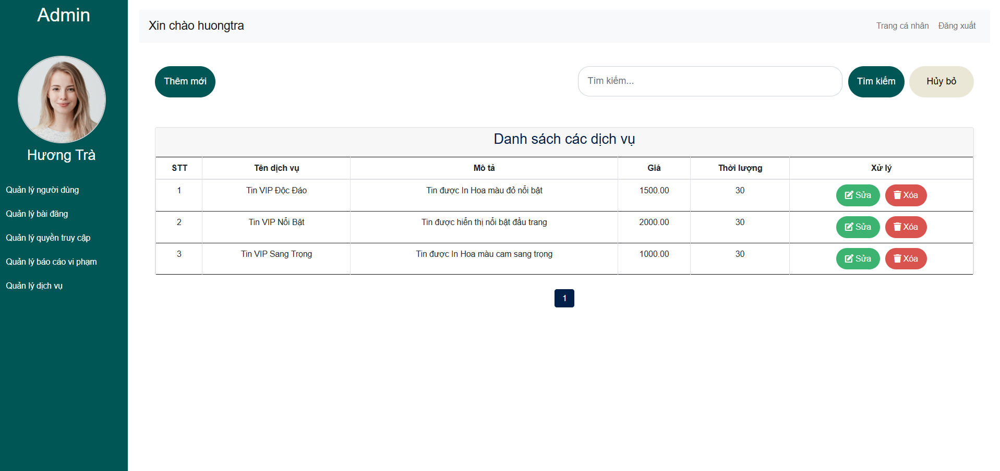 Admin
Hương Trà
Quản lý người dùng
Quản lý bài đăng
Quản lý quyền truy cập
Quản lý báo cáo vi phạm
Quản lý dịch vụ
Xin chào huongtra
Trang cá nhân Đăng xuất
Thêm mới Tìm kiếm... Tìm kiếm Hủy bỏ
Danh sách các dịch vụ
STT Tên dịch vụ Mô tả Giá Thời lượng Xử lý
1 Tin VIP Độc Đáo Tin được In Hoa màu đỏ nổi bật 1500.00 30 Sửa Xóa
2 Tin VIP Nổi Bật Tin được hiển thị nổi bật đầu trang 2000.00 30 Sửa Xóa
3 Tin VIP Sang Trọng Tin được In Hoa màu cam sang trọng 1000.00 30 Sửa Xóa
1